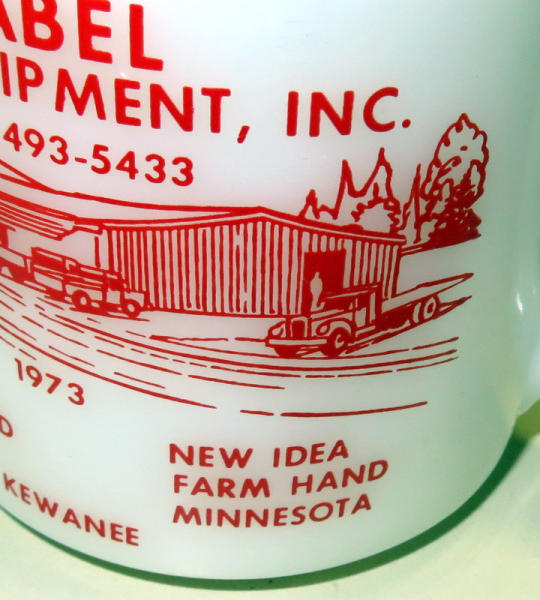 ABEL
IPMENT, INC.
493-5433
1973
D
KEWANEE
NEW IDEA
FARM HAND
MINNESOTA